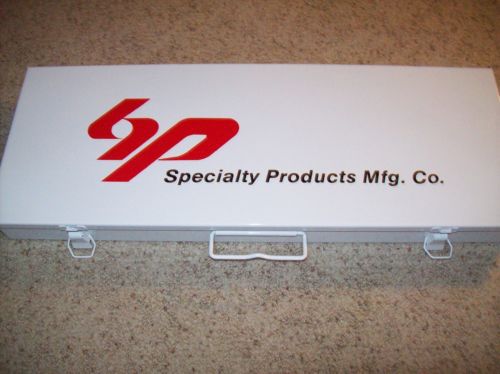 sp
Specialty Products Mfg. Co.